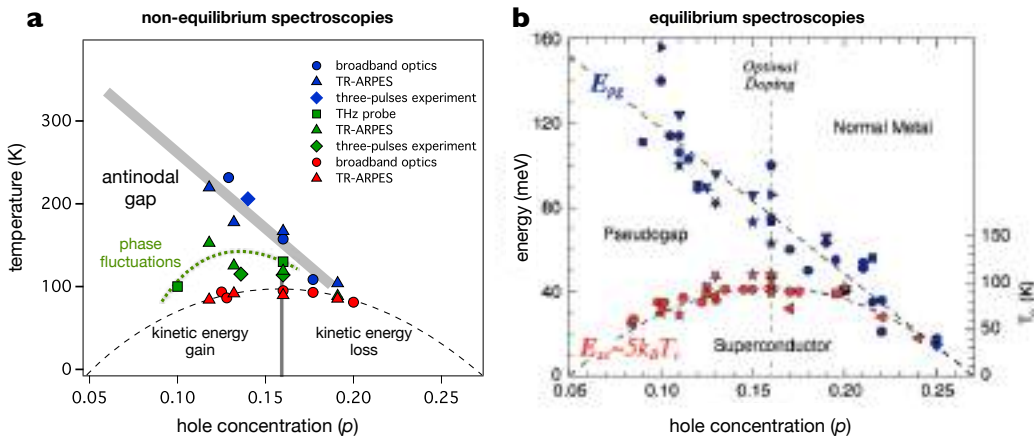 a
non-equilibrium spectroscopies
broadband optics
TR-ARPES
three-pulses experiment
THz probe
TR-ARPES
three-pulses experiment
broadband optics
TR-ARPES
antinodal
gap
phase
fluctuations
kinetic energy
gain
kinetic energy
loss
temperature (K)
300
200
100
0
0.05
0.10
0.15
0.20
0.25
hole concentration (p)
b
equilibrium spectroscopies
160
120
80
40
0
energy (meV)
E_pg
Optimal
Doping
Normal Metal
Pseudogap
E_sc~5k_BT_c
Superconductor
150
100
50
0
T_c (K)
0.05
0.10
0.15
0.20
0.25
hole concentration (p)